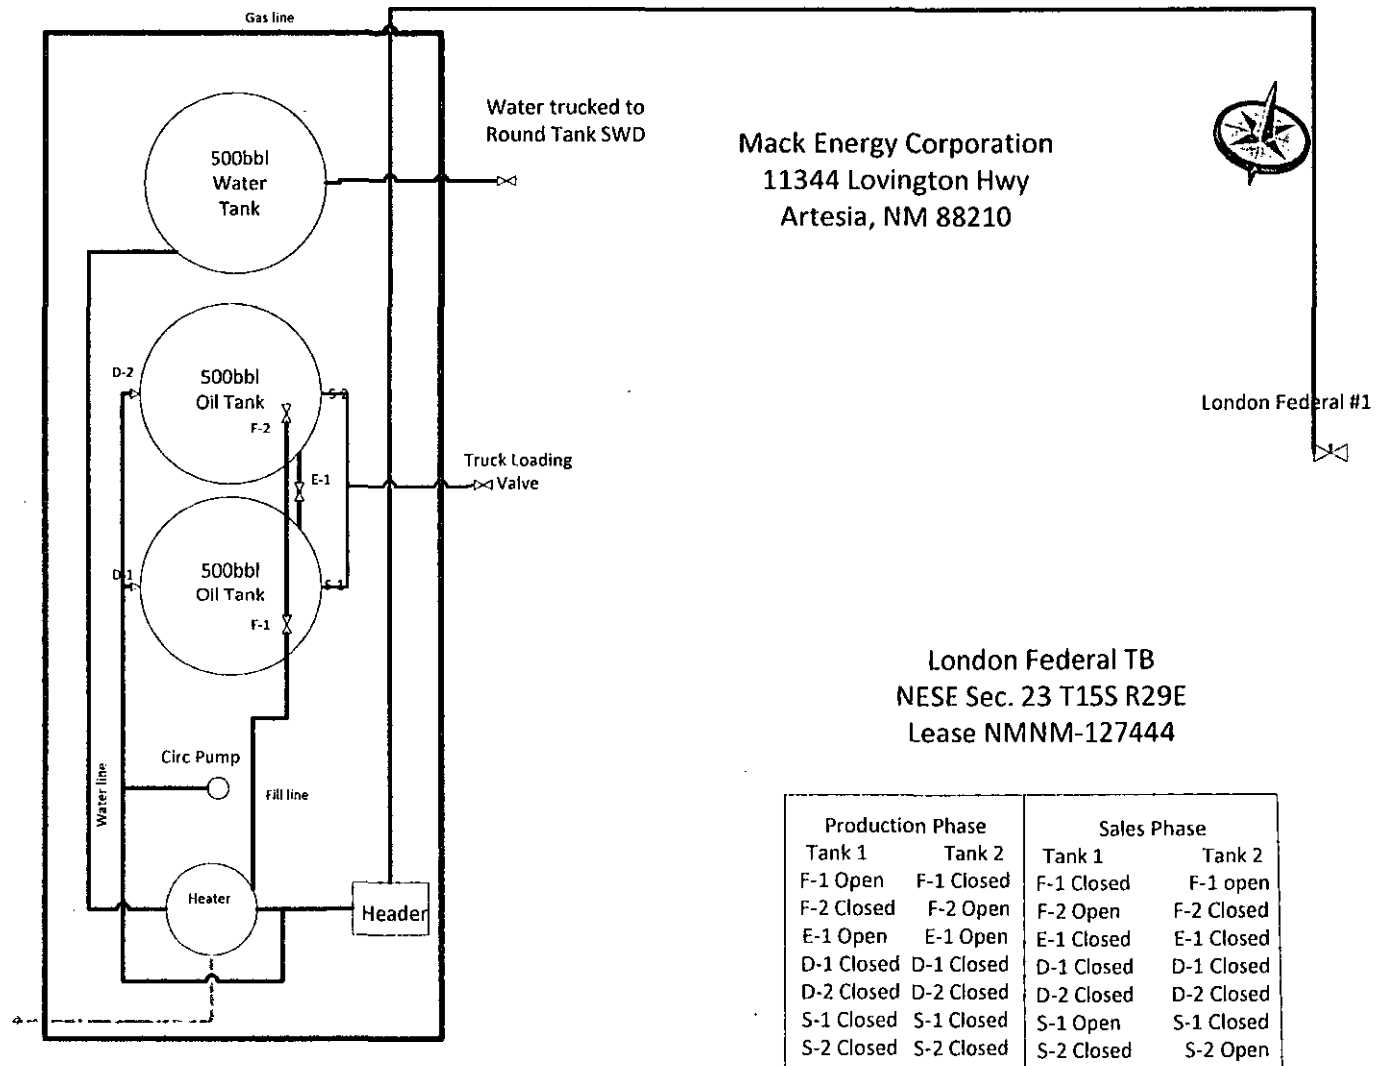 Gas line
Water trucked to
Round Tank SWD
Mack Energy Corporation
11344 Lovington Hwy
Artesia, NM 88210
500bbl
Water
Tank
D-2
500bbl
Oil Tank
S-2
F-2
London Federal #1
E-1
Truck Loading
Valve
D-1
500bbl
Oil Tank
S-1
F-1
London Federal TB
NESE Sec. 23 T15S R29E
Lease NMNM-127444
Circ Pump
Water line
Fill line
Heater
Header
Production Phase
Tank 1 Tank 2
F-1 Open F-1 Closed
F-2 Closed F-2 Open
E-1 Open E-1 Open
D-1 Closed D-1 Closed
D-2 Closed D-2 Closed
S-1 Closed S-1 Closed
S-2 Closed S-2 Closed
Sales Phase
Tank 1 Tank 2
F-1 Closed F-1 open
F-2 Open F-2 Closed
E-1 Closed E-1 Closed
D-1 Closed D-1 Closed
D-2 Closed D-2 Closed
S-1 Open S-1 Closed
S-2 Closed S-2 Open